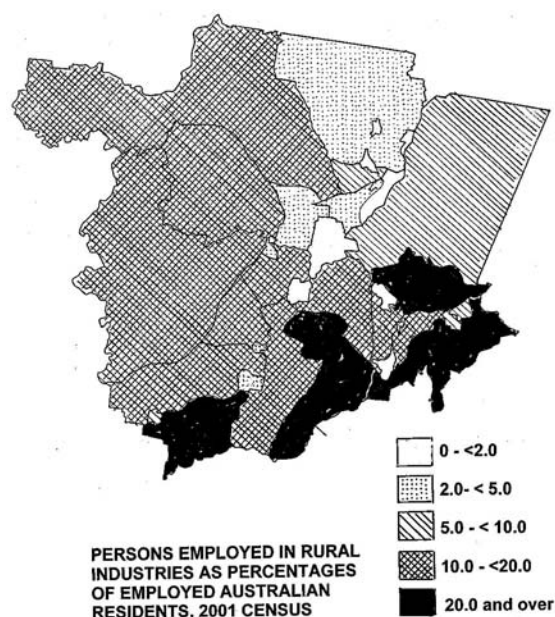 0 - <2.0
2.0- < 5.0
5.0 - < 10.0
10.0 - <20.0
20.0 and over
PERSONS EMPLOYED IN RURAL
INDUSTRIES AS PERCENTAGES
OF EMPLOYED AUSTRALIAN
RESIDENTS, 2001 CENSUS